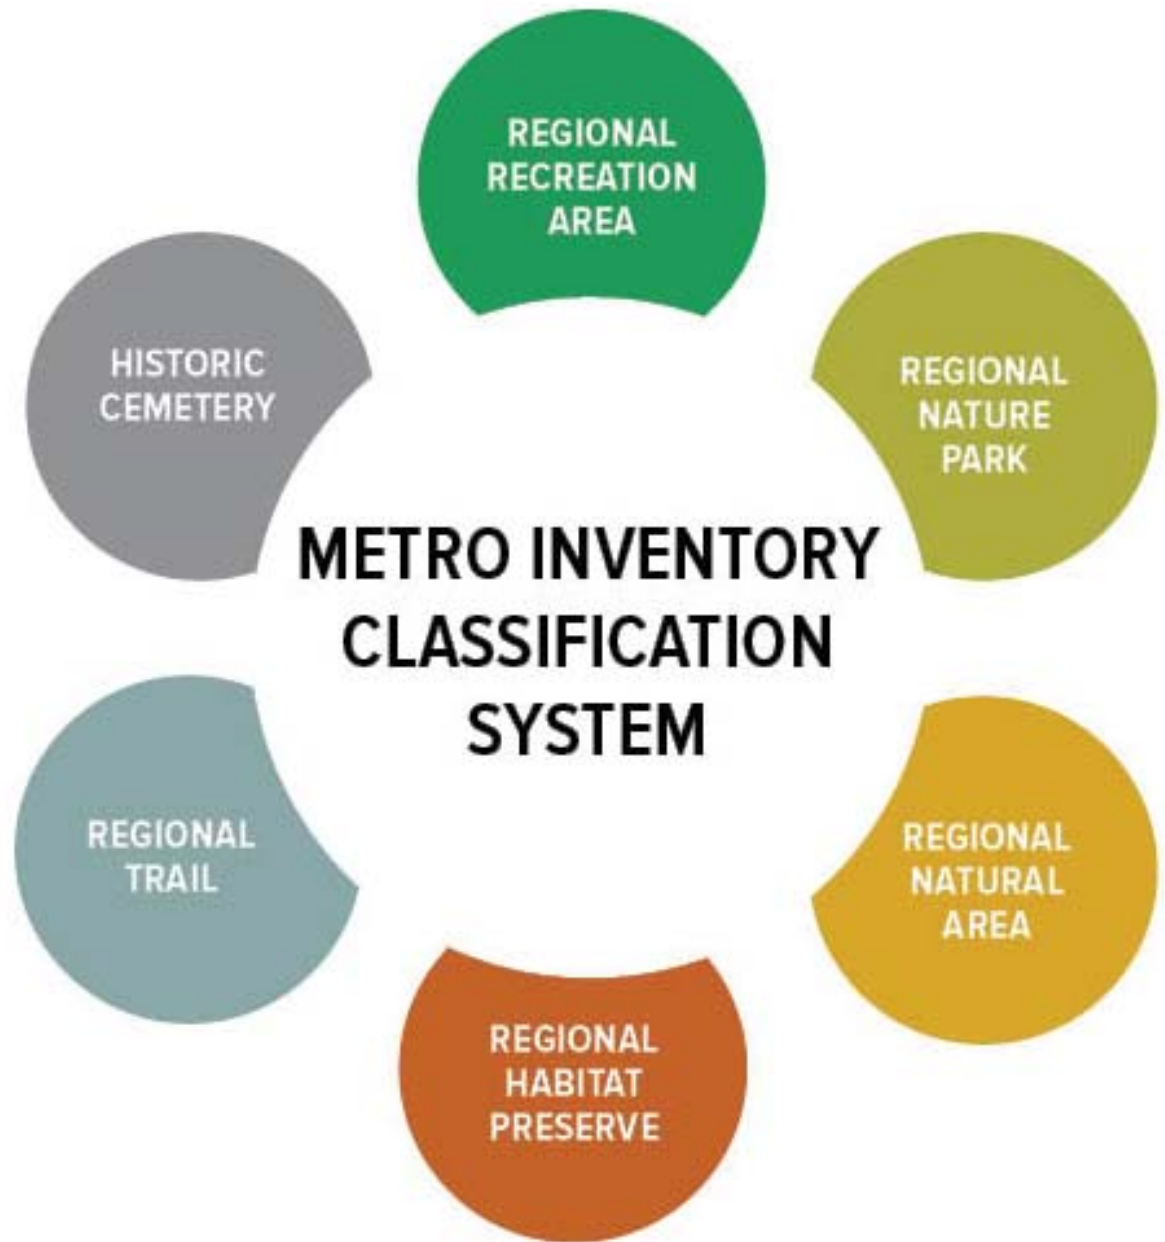 REGIONAL
RECREATION
AREA
HISTORIC
CEMETERY
REGIONAL
NATURE
PARK
METRO INVENTORY
CLASSIFICATION
SYSTEM
REGIONAL
TRAIL
REGIONAL
NATURAL
AREA
REGIONAL
HABITAT
PRESERVE